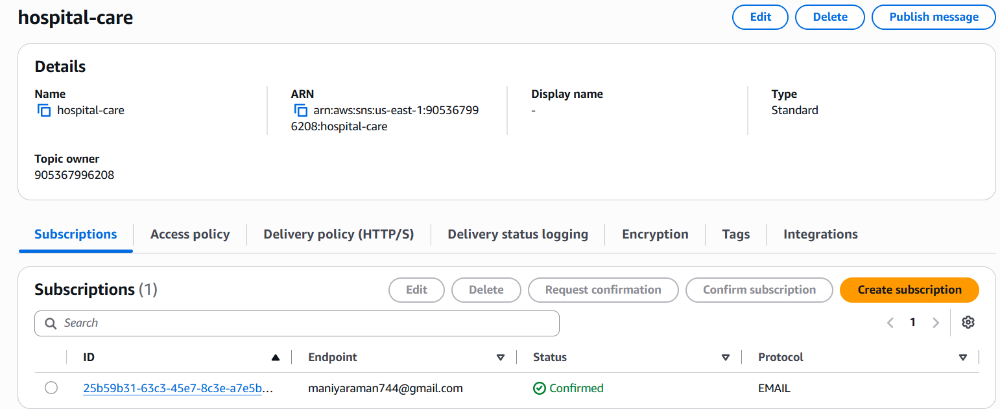 hospital-care
Edit
Delete
Publish message
Details
Name
hospital-care
ARN
arn:aws:sns:us-east-1:90536799
6208:hospital-care
Display name
-
Type
Standard
Topic owner
905367996208
Subscriptions
Access policy
Delivery policy (HTTP/S)
Delivery status logging
Encryption
Tags
Integrations
Subscriptions (1)
Edit
Delete
Request confirmation
Confirm subscription
Create subscription
Search
1
ID
Endpoint
Status
Protocol
25b59b31-63c3-45e7-8c3e-a7e5b...
maniyaraman744@gmail.com
Confirmed
EMAIL